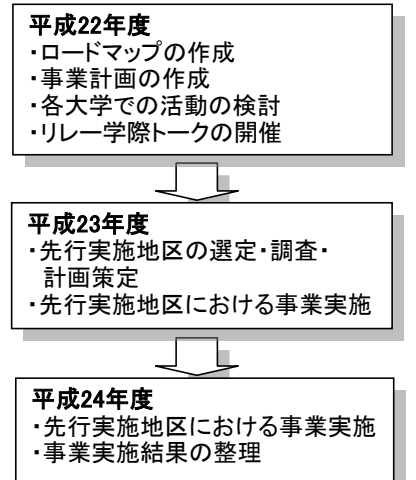 平成22年度
・ロードマップの作成
・事業計画の作成
・各大学での活動の検討
・リレー学際トークの開催
平成23年度
・先行実施地区の選定・調査・
計画策定
・先行実施地区における事業実施
平成24年度
・先行実施地区における事業実施
・事業実施結果の整理